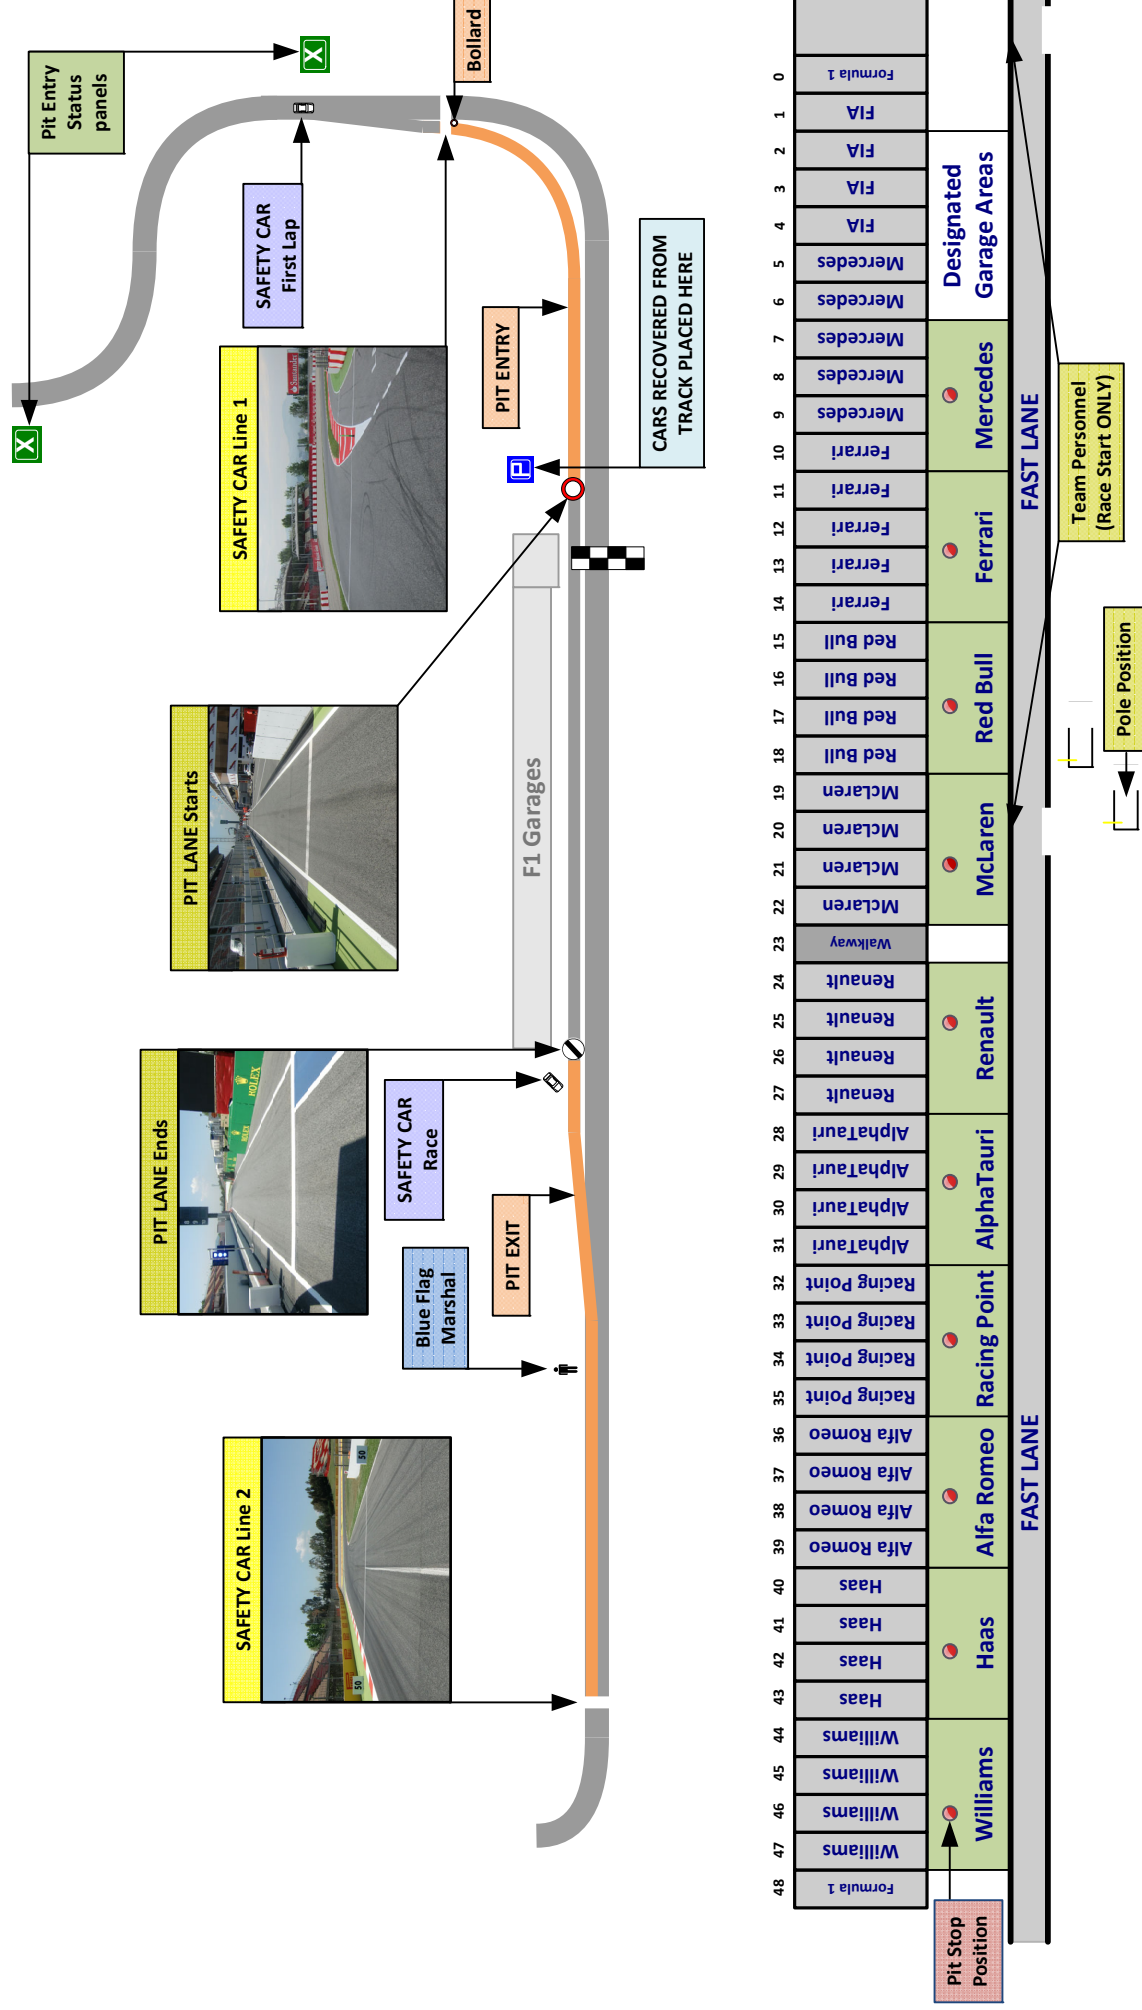 Pit Entry
Status
panels
X
X
Bollard
SAFETY CAR
First Lap
SAFETY CAR Line 1
Santander
PIT ENTRY
CARS RECOVERED FROM
TRACK PLACED HERE
P
PIT LANE Starts
F1 Garages
PIT LANE Ends
ROLEX
ROLEX
SAFETY CAR
Race
PIT EXIT
Blue Flag
Marshal
SAFETY CAR Line 2
50
50
0 Formula 1
1 FIA
2 FIA
3 FIA
4 FIA
5 Mercedes
6 Mercedes
7 Mercedes
8 Mercedes
9 Mercedes
10 Ferrari
11 Ferrari
12 Ferrari
13 Ferrari
14 Ferrari
15 Red Bull
16 Red Bull
17 Red Bull
18 Red Bull
19 McLaren
20 McLaren
21 McLaren
22 McLaren
23 Walkway
24 Renault
25 Renault
26 Renault
27 Renault
28 AlphaTauri
29 AlphaTauri
30 AlphaTauri
31 AlphaTauri
32 Racing Point
33 Racing Point
34 Racing Point
35 Racing Point
36 Alfa Romeo
37 Alfa Romeo
38 Alfa Romeo
39 Alfa Romeo
40 Haas
41 Haas
42 Haas
43 Haas
44 Williams
45 Williams
46 Williams
47 Williams
48 Formula 1
Designated
Garage Areas
Mercedes
Ferrari
Red Bull
McLaren
Renault
AlphaTauri
Racing Point
Alfa Romeo
Haas
Williams
Pit Stop
Position
FAST LANE
FAST LANE
Team Personnel
(Race Start ONLY)
Pole Position